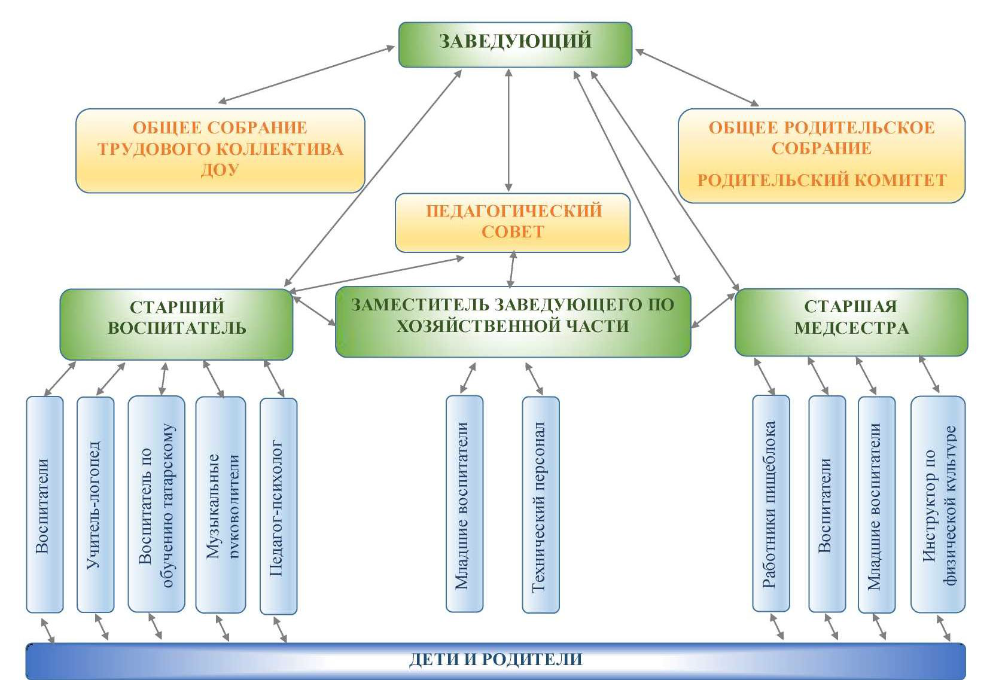 ЗАВЕДУЮЩИЙ
ОБЩЕЕ СОБРАНИЕ
ТРУДОВОГО КОЛЛЕКТИВА
ДОУ
ОБЩЕЕ РОДИТЕЛЬСКОЕ
СОБРАНИЕ
РОДИТЕЛЬСКИЙ КОМИТЕТ
ПЕДАГОГИЧЕСКИЙ
СОВЕТ
СТАРШИЙ
ВОСПИТАТЕЛЬ
ЗАМЕСТИТЕЛЬ ЗАВЕДУЮЩЕГО ПО
ХОЗЯЙСТВЕННОЙ ЧАСТИ
СТАРШАЯ
МЕДСЕСТРА
Воспитатели
Учитель-логопед
Воспитатель по
обучению татарскому
Музыкальные
руководители
Педагог-психолог
Младшие воспитатели
Технический персонал
Работники пищеблока
Воспитатели
Младшие воспитатели
Инструктор по
физической культуре
ДЕТИ И РОДИТЕЛИ